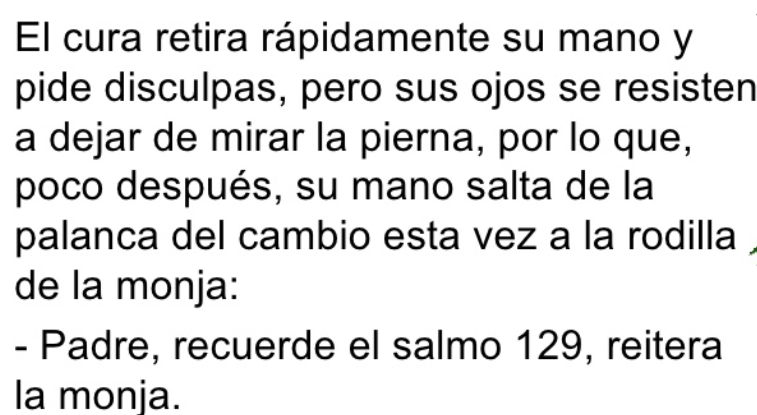 El cura retira rápidamente su mano y
pide disculpas, pero sus ojos se resisten
a dejar de mirar la pierna, por lo que,
poco después, su mano salta de la
palanca del cambio esta vez a la rodilla
de la monja:
- Padre, recuerde el salmo 129, reitera
la monja.